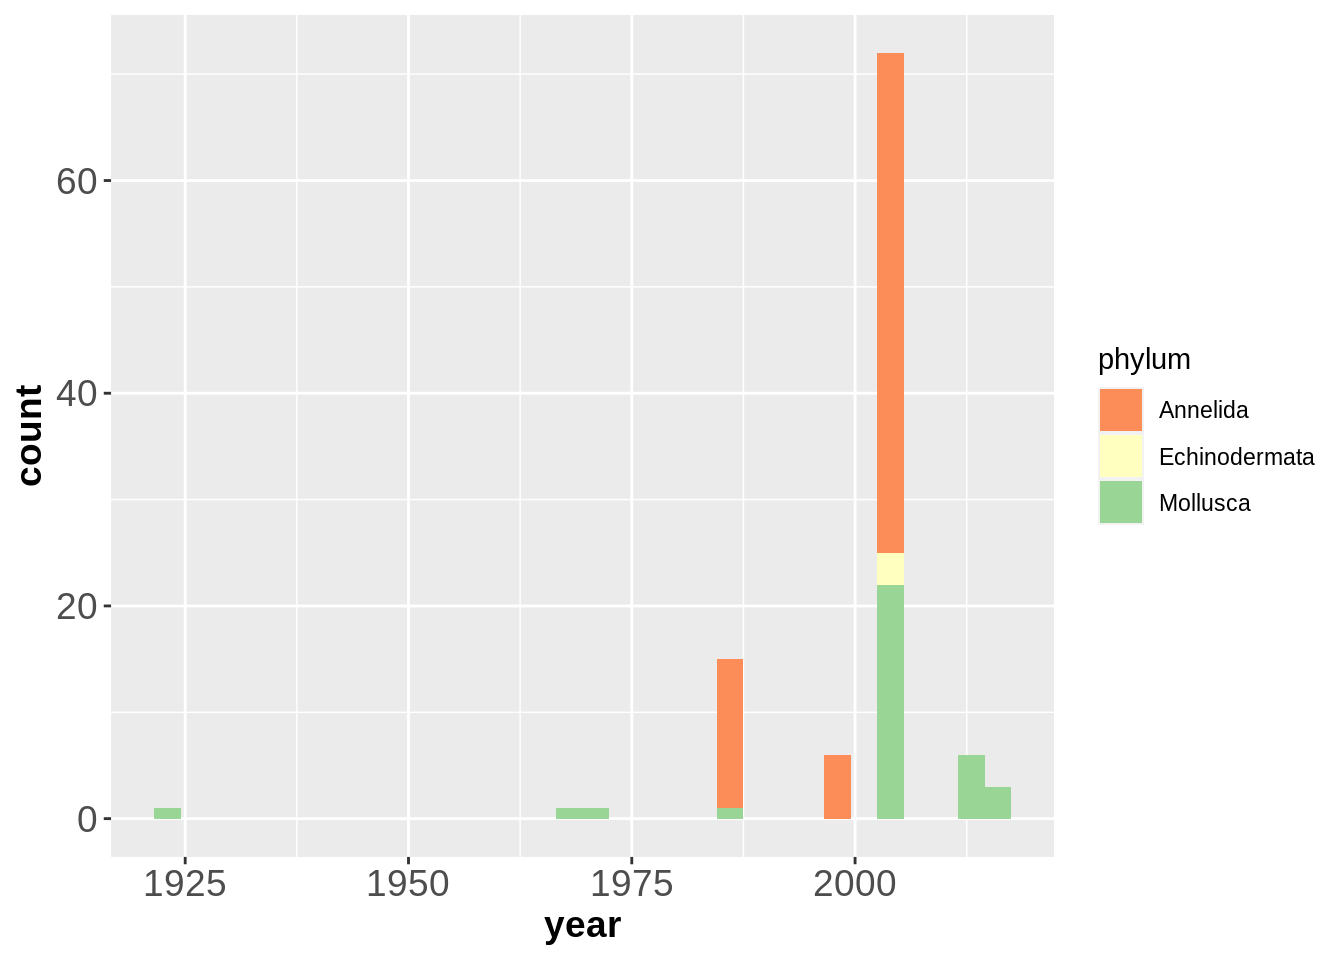 60
40
20
0
count
1925 1950 1975 2000
year
phylum
Annelida
Echinodermata
Mollusca